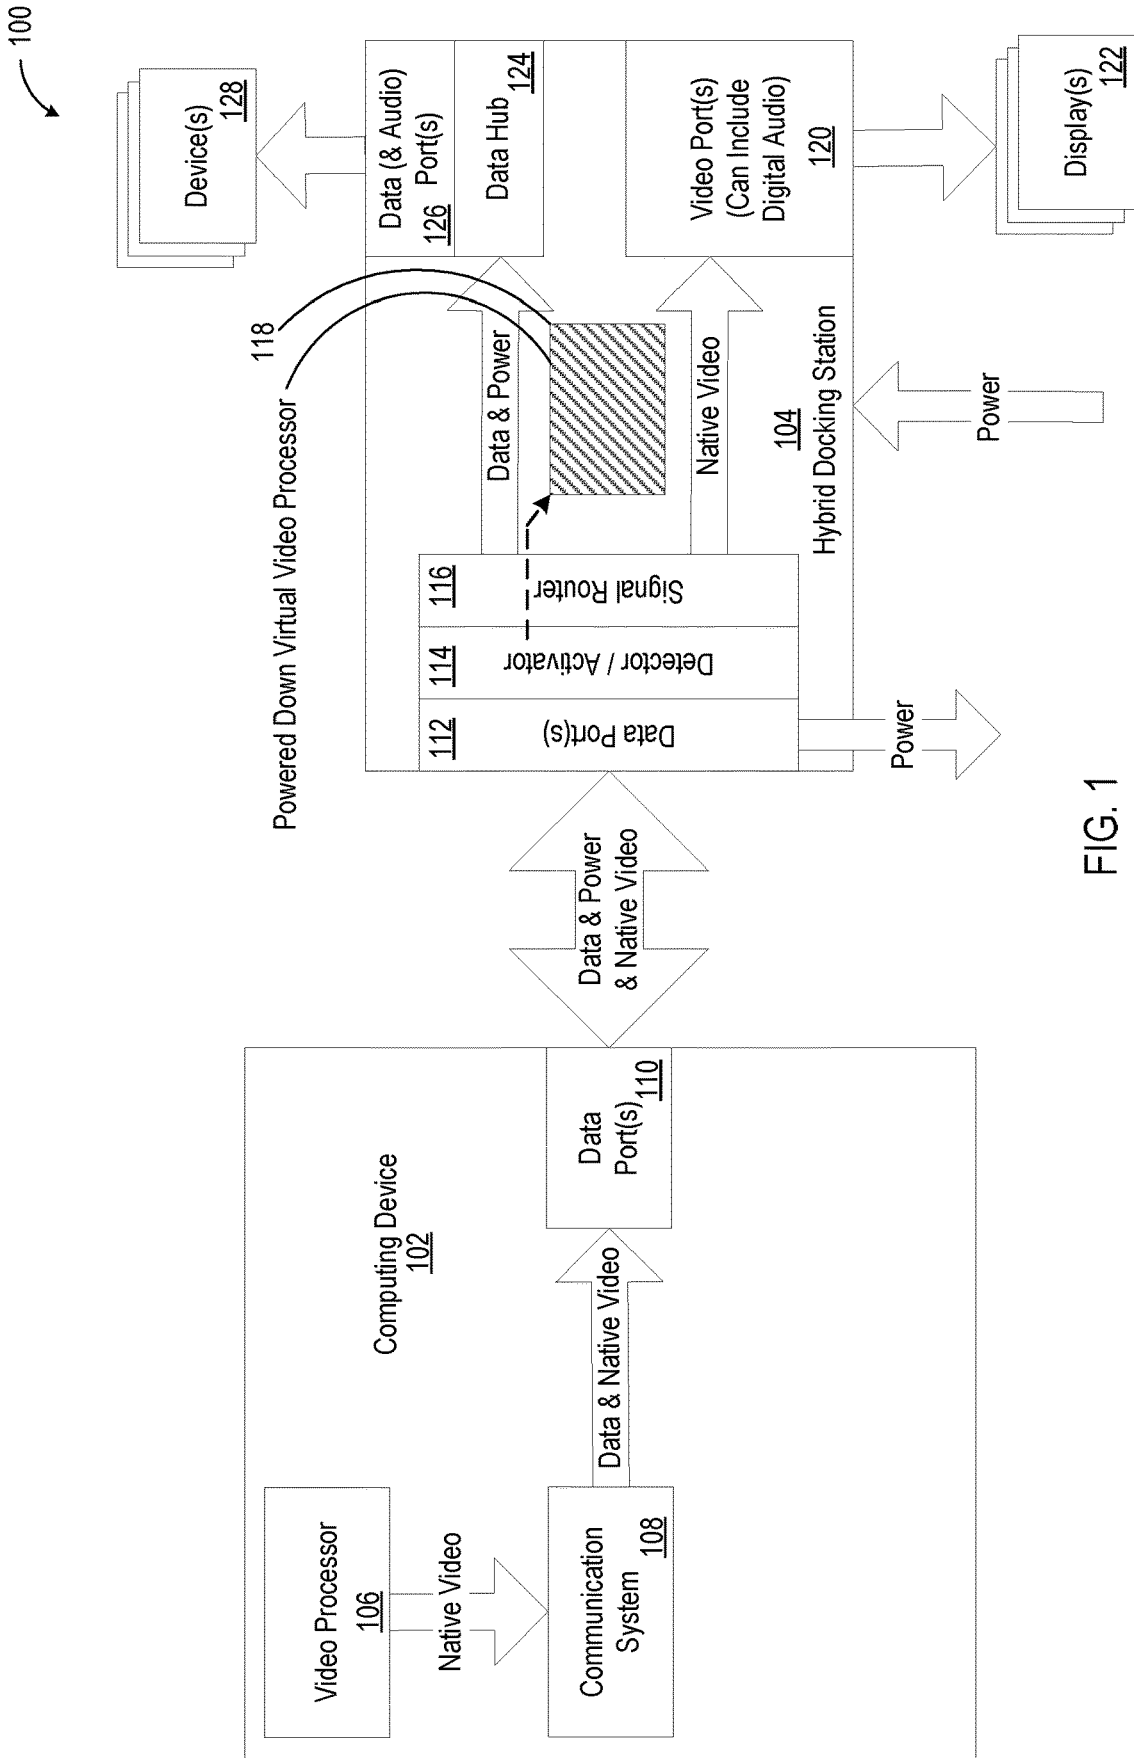 100
Computing Device
102
Video Processor
106
Native Video
Communication
System
108
Data & Native Video
Data
Port(s)
110
Data & Power
& Native Video
Powered Down Virtual Video Processor
118
Data Port(s)
112
Detector / Activator
114
Signal Router
116
Data & Power
Native Video
Device(s)
128
Data (& Audio)
Port(s)
126
Data Hub
124
Video Port(s)
(Can Include
Digital Audio)
120
104
Hybrid Docking Station
Power
Power
Display(s)
122
FIG. 1